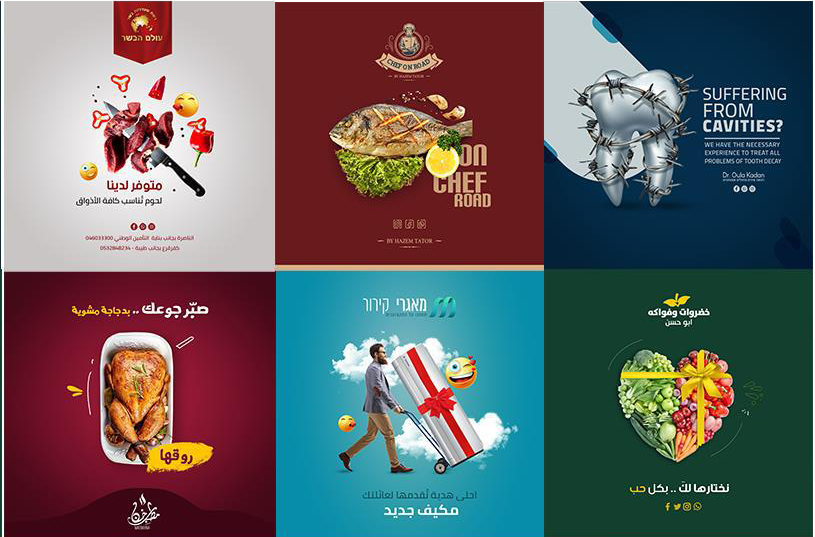 עולם הבשר
متوفر لدينا
لحوم تُناسب كافة الأذواق
الناصرة بجانب بناية التأمين الوطني 046033300
كفرقرع بجانب طيبة - 0532848234
CHEF ON ROAD
BY HAZEM TATOR
ON
CHEF
ROAD
BY HAZEM TATOR
SUFFERING
FROM
CAVITIES?
WE HAVE THE NECESSARY
EXPERIENCE TO TREAT ALL
PROBLEMS OF TOOTH DECAY
Dr. Oula Kadan
صبّر جوعك .. بدجاجة مشوية
روقها
מאגרי קירור
احلى هدية تُقدمها لعائلتك
مكيف جديد
خضروات وفواكه
ابو حسن
نختارها لكَ .. بكل حب